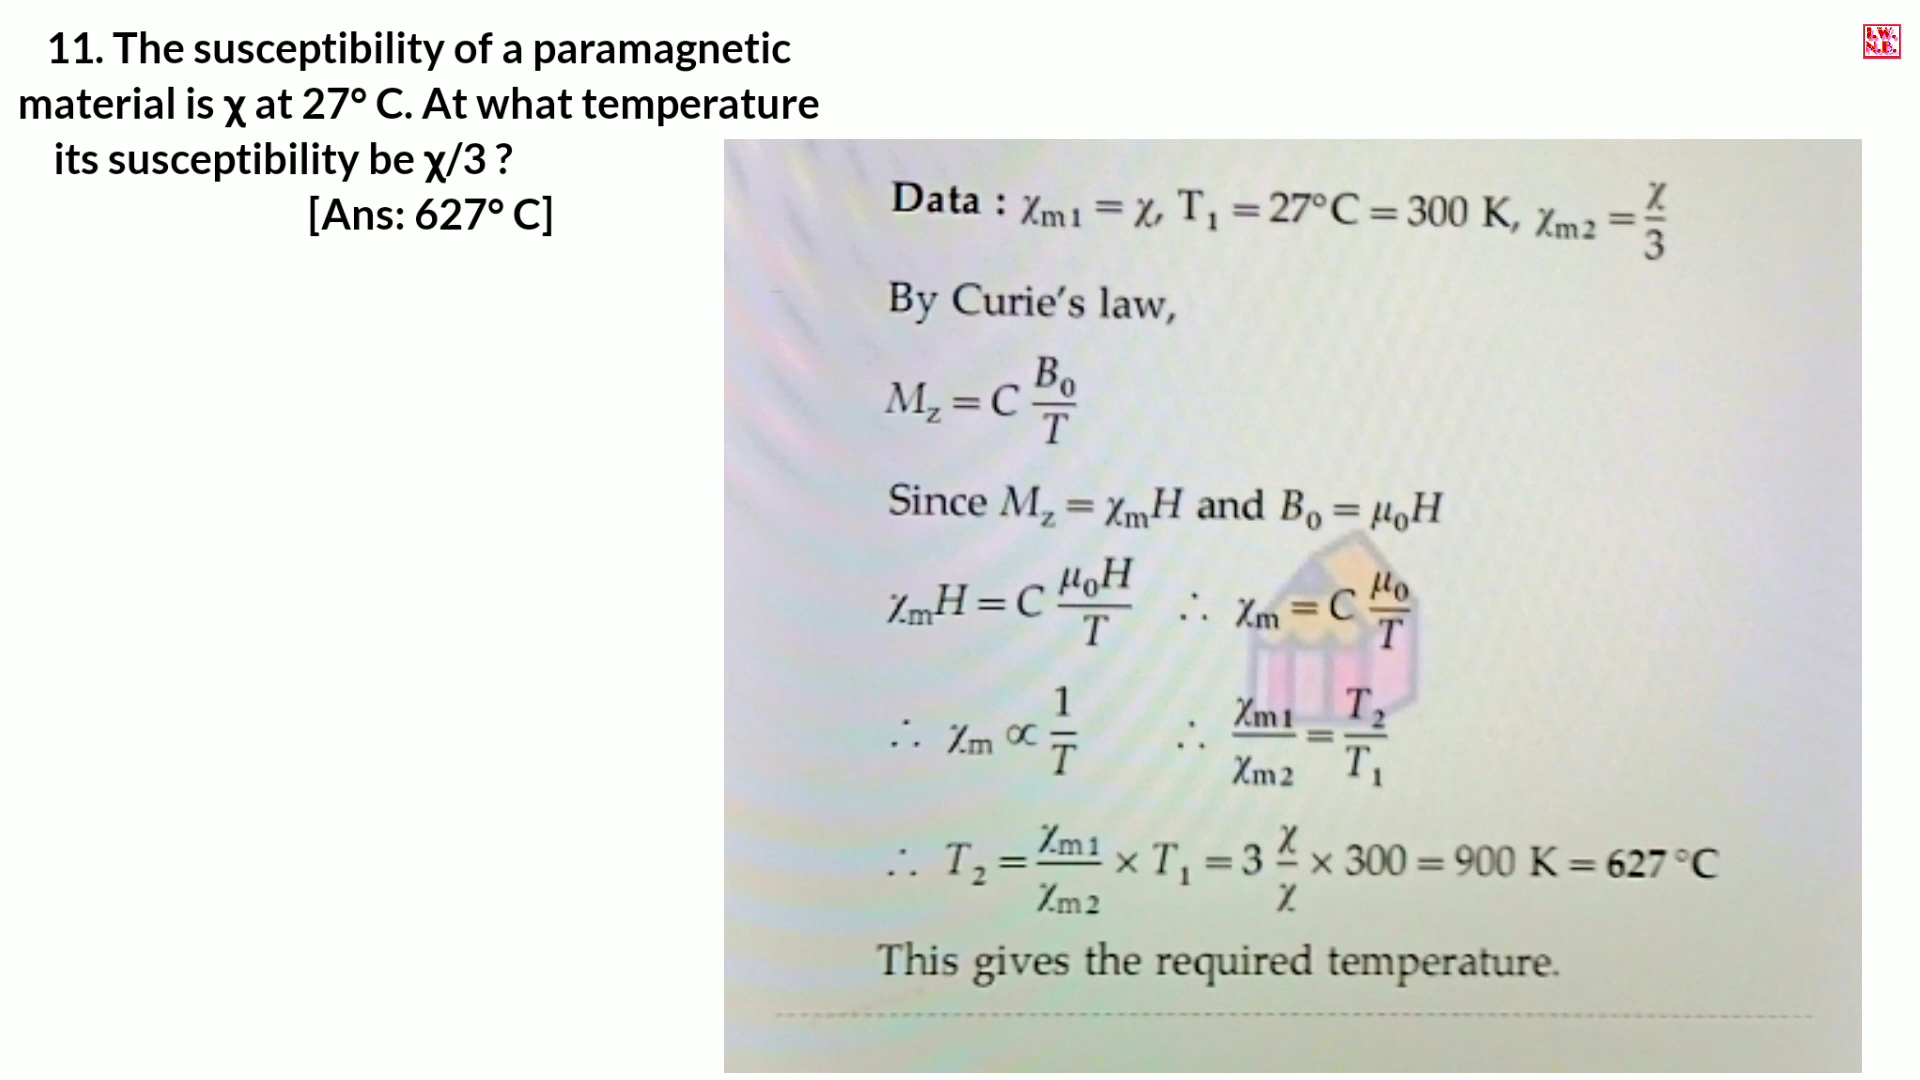 11. The susceptibility of a paramagnetic
material is χ at 27° C. At what temperature
its susceptibility be χ/3 ?
[Ans: 627° C]
I.W.
N.B.
Data : χm1 = χ, T1 = 27°C = 300 K, χm2 = χ/3
By Curie's law,
Mz = C B0/T
Since Mz = χmH and B0 = μ0H
χmH = C μ0H/T ∴ χm = C μ0/T
∴ χm ∝ 1/T ∴ χm1/χm2 = T2/T1
∴ T2 = χm1/χm2 × T1 = 3 χ/χ × 300 = 900 K = 627 °C
This gives the required temperature.